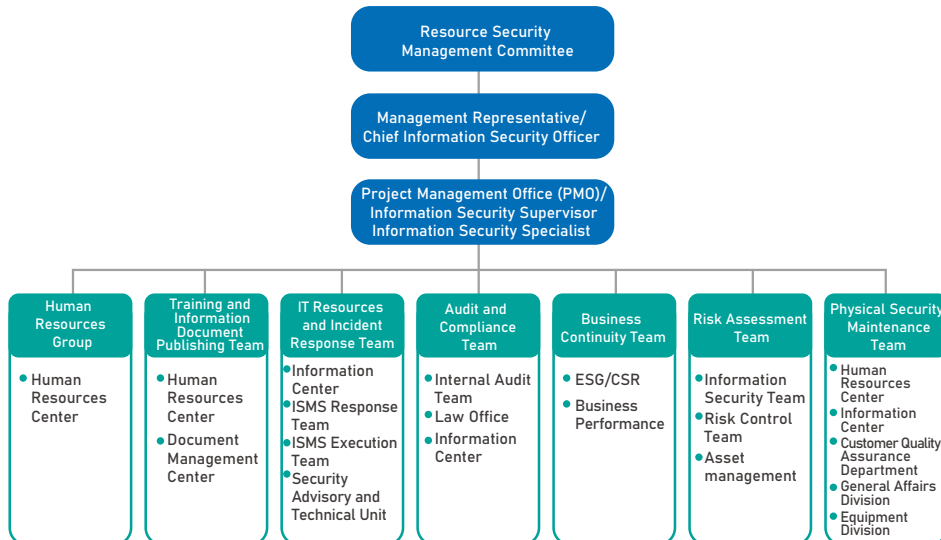 Resource Security
Management Committee
Management Representative/
Chief Information Security Officer
Project Management Office (PMO)/
Information Security Supervisor
Information Security Specialist
Human
Resources
Group
Human
Resources
Center
Training and
Information
Document
Publishing Team
Human
Resources
Center
Document
Management
Center
IT Resources
and Incident
Response Team
Information
Center
ISMS Response
Team
ISMS Execution
Team
Security
Advisory and
Technical Unit
Audit and
Compliance
Team
Internal Audit
Team
Law Office
Information
Center
Business
Continuity Team
ESG/CSR
Business
Performance
Risk Assessment
Team
Information
Security Team
Risk Control
Team
Asset
management
Physical Security
Maintenance
Team
Human
Resources
Center
Information
Center
Customer Quality
Assurance
Department
General Affairs
Division
Equipment
Division